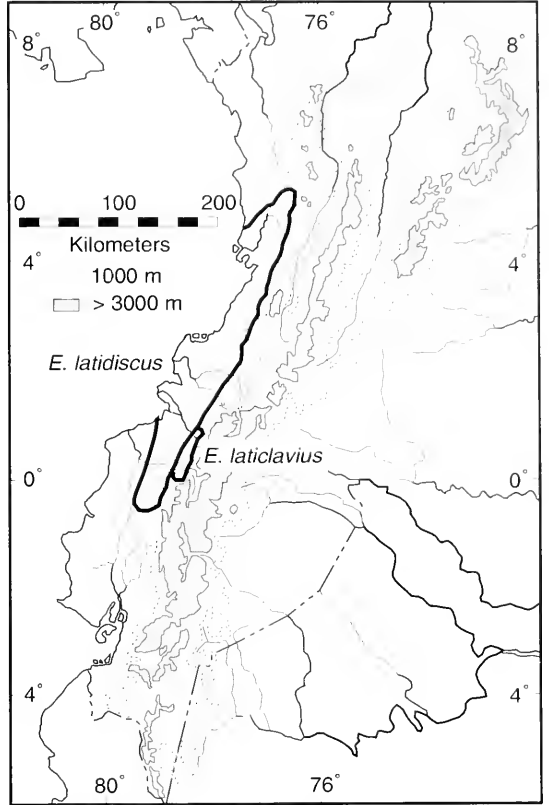 80° 76°
8° 8°
0 100 200
Kilometers
4° 4°
1000 m
> 3000 m
E. latidiscus
E. laticlavius
0° 0°
4° 4°
80° 76°